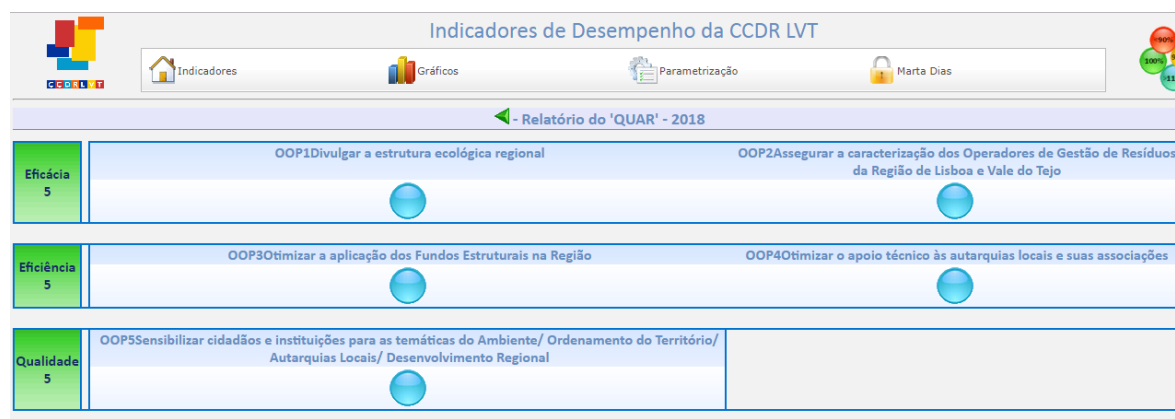 Indicadores de Desempenho da CCDR LVT
CCDRLVT
Indicadores
Gráficos
Parametrização
Marta Dias
100%
- Relatório do 'QUAR' - 2018
Eficácia
5
OOP1Divulgar a estrutura ecológica regional
OOP2Assegurar a caracterização dos Operadores de Gestão de Resíduos
da Região de Lisboa e Vale do Tejo
Eficiência
5
OOP3Otimizar a aplicação dos Fundos Estruturais na Região
OOP4Otimizar o apoio técnico às autarquias locais e suas associações
Qualidade
5
OOP5Sensibilizar cidadãos e instituições para as temáticas do Ambiente/ Ordenamento do Território/
Autarquias Locais/ Desenvolvimento Regional